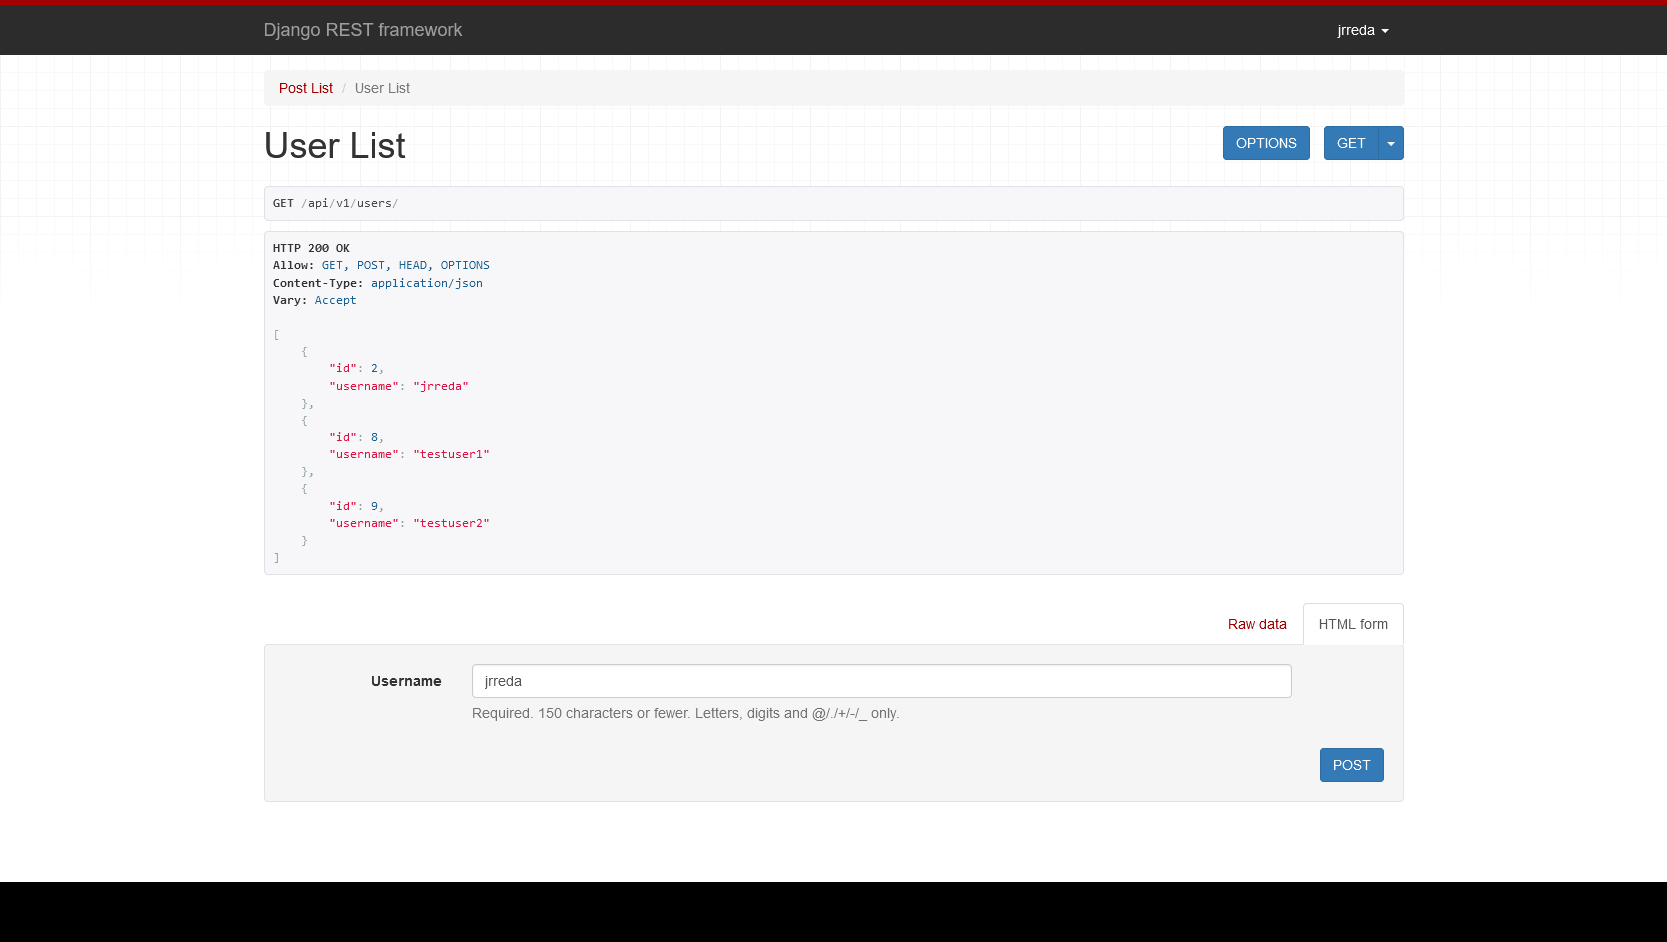 Django REST framework
jrreda
Post List / User List
User List
OPTIONS
GET
GET /api/v1/users/
HTTP 200 OK
Allow: GET, POST, HEAD, OPTIONS
Content-Type: application/json
Vary: Accept
[
    {
        "id": 2,
        "username": "jrreda"
    },
    {
        "id": 8,
        "username": "testuser1"
    },
    {
        "id": 9,
        "username": "testuser2"
    }
]
Raw data
HTML form
Username
jrreda
Required. 150 characters or fewer. Letters, digits and @/./+/-/_ only.
POST